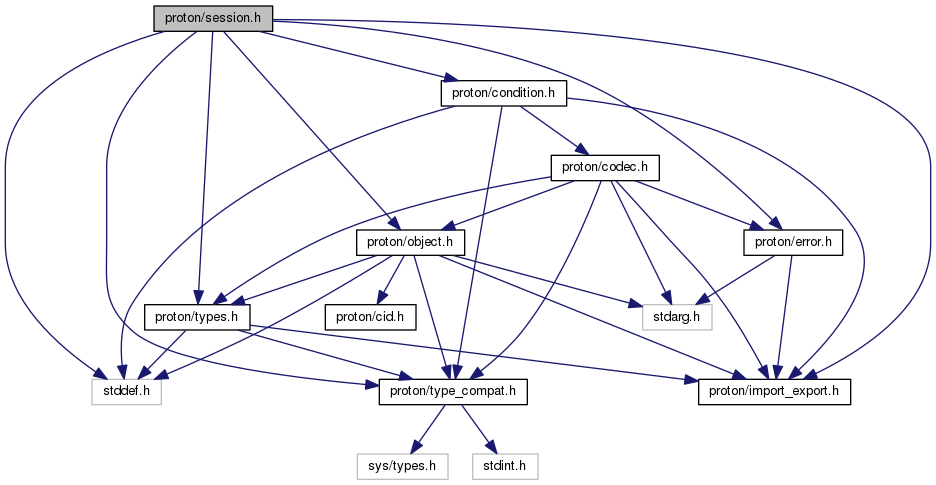 proton/session.h
proton/condition.h
proton/codec.h
proton/object.h
proton/error.h
proton/types.h
proton/cid.h
stdarg.h
stddef.h
proton/type_compat.h
proton/import_export.h
sys/types.h
stdint.h